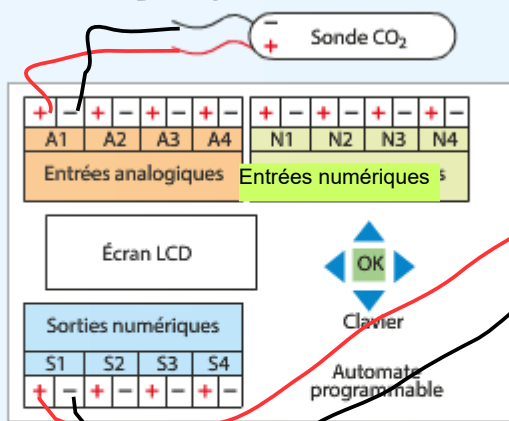 − Sonde CO₂
+
+ − + − + − + − + − + − + − + −
A1 A2 A3 A4 N1 N2 N3 N4
Entrées analogiques Entrées numériques s
Écran LCD
OK
Clavier
Sorties numériques
S1 S2 S3 S4
+ − + − + − + −
Automate
programmable